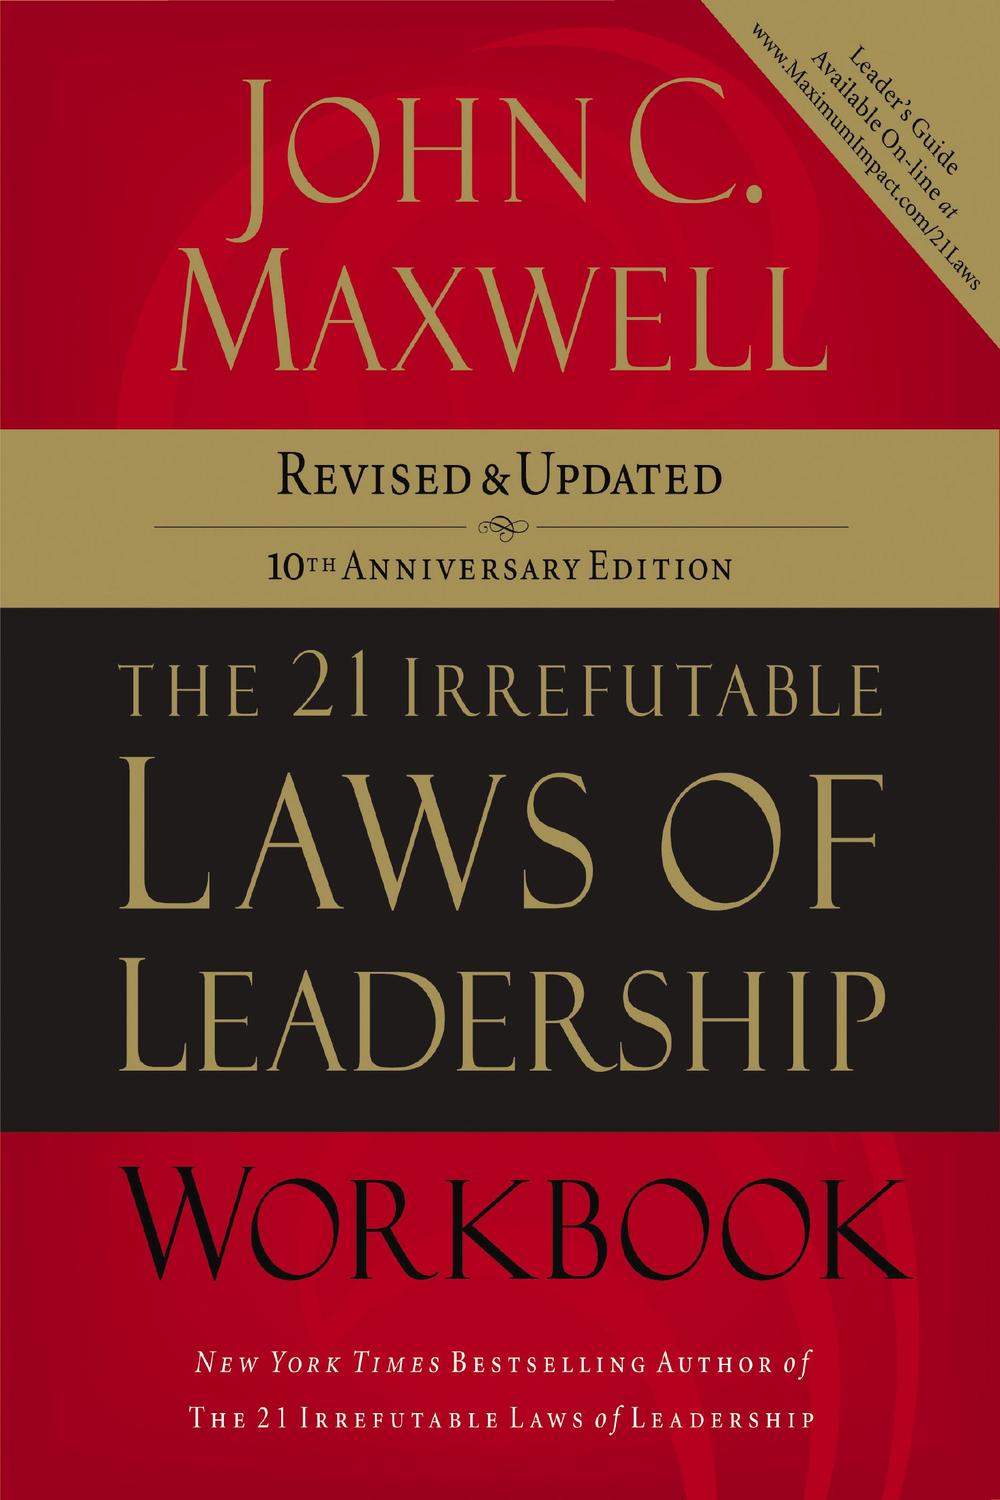 JOHN C.
MAXWELL
Leader's Guide
Available On-line at
www.MaximumImpact.com/21Laws
REVISED & UPDATED
10TH ANNIVERSARY EDITION
THE 21 IRREFUTABLE
LAWS OF
LEADERSHIP
WORKBOOK
NEW YORK TIMES BESTSELLING AUTHOR of
THE 21 IRREFUTABLE LAWS of LEADERSHIP